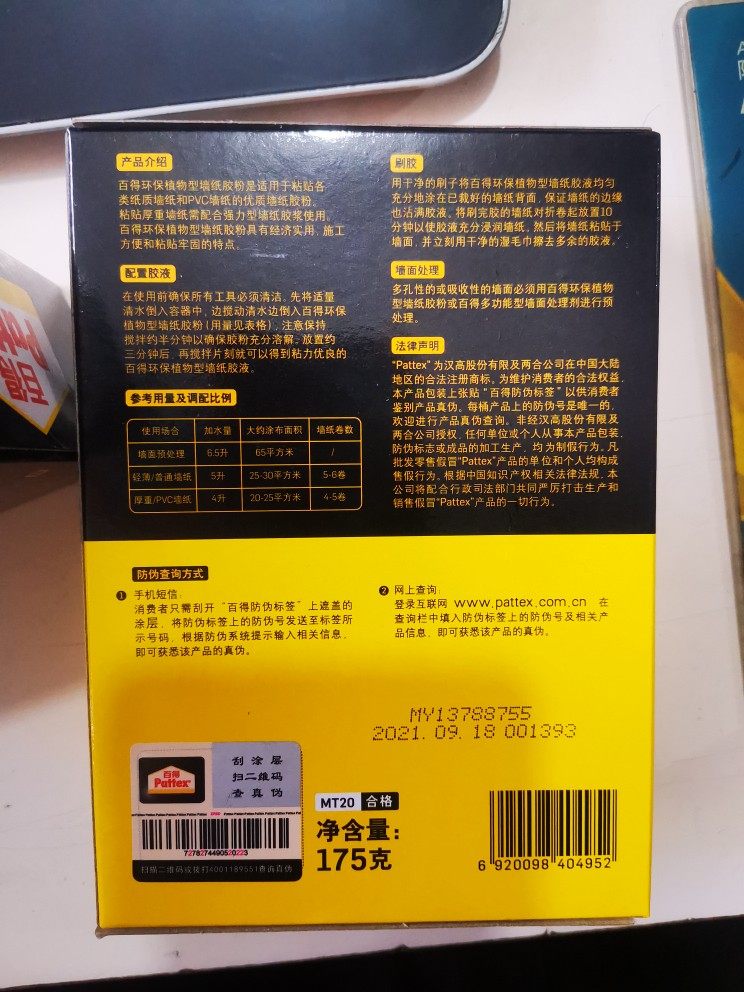 产品介绍
百得环保植物型墙纸胶粉是适用于粘贴各
类纸质墙纸和PVC墙纸的优质墙纸胶粉。
粘贴厚重墙纸需配合强力型墙纸胶浆使用。
百得环保植物型墙纸胶粉具有经济实用、施工
方便和粘贴牢固的特点。
配置胶液
在使用前确保所有工具必须清洁。先将适量
清水倒入容器中，边搅动清水边倒入百得环保
植物型墙纸胶粉(用量见表格)，注意保持
搅拌约半分钟以确保胶粉充分溶解。放置约
三分钟后，再搅拌片刻就可以得到粘力优良的
百得环保植物型墙纸胶液。
参考用量及调配比例
使用场合 加水量 大约涂布面积 墙纸卷数
墙面预处理 6.5升 65平方米 /
轻薄/普通墙纸 5升 25-30平方米 5-6卷
厚重/PVC墙纸 4升 20-25平方米 4-5卷
刷胶
用干净的刷子将百得环保植物型墙纸胶液均匀
充分地涂在已裁好的墙纸背面，保证墙纸的边缘
也沾满胶液。将刷完胶的墙纸对折卷起放置10
分钟以使胶液充分浸润墙纸。然后将墙纸粘贴于
墙面，并立刻用干净的湿毛巾擦去多余的胶液。
墙面处理
多孔性的或吸收性的墙面必须用百得环保植物
型墙纸胶粉或百得多功能型墙面处理剂进行预
处理。
法律声明
"Pattex"为汉高股份有限及两合公司在中国大陆
地区的合法注册商标。为维护消费者的合法权益，
本产品包装上张贴"百得防伪标签"以供消费者
鉴别产品真伪。每桶产品上的防伪号是唯一的，
欢迎进行产品真伪查询。非经汉高股份有限及
两合公司授权，任何单位或个人从事本产品包装、
防伪标志或成品的加工生产，均为制假行为。凡
批发零售假冒"Pattex"产品的单位和个人均构成
售假行为。根据中国知识产权相关法律法规，本
公司将配合行政司法部门共同严厉打击生产和
销售假冒"Pattex"产品的一切行为。
防伪查询方式
❶ 手机短信：
消费者只需刮开"百得防伪标签"上遮盖的
涂层，将防伪标签上的防伪号发送至标签所
示号码，根据防伪系统提示输入相关信息，
即可获悉该产品的真伪。
❷ 网上查询：
登录互联网 www.pattex.com.cn 在
查询栏中填入防伪标签上的防伪号及相关产
品信息，即可获悉该产品的真伪。
MY13788755
2021.09.18 001393
百得
Pattex
刮涂层
扫二维码
查真伪
7278274490520223
扫描二维码或拨打4001189551查询真伪
MT20 合格
净含量：
175克
6 920098 404952